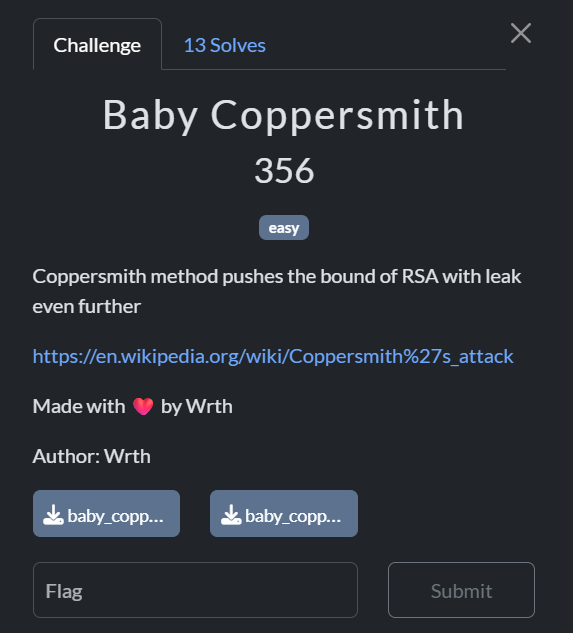 Challenge
13 Solves
Baby Coppersmith
356
easy
Coppersmith method pushes the bound of RSA with leak
even further
https://en.wikipedia.org/wiki/Coppersmith%27s_attack
Made with ❤️ by Wrth
Author: Wrth
baby_copp...
baby_copp...
Flag
Submit